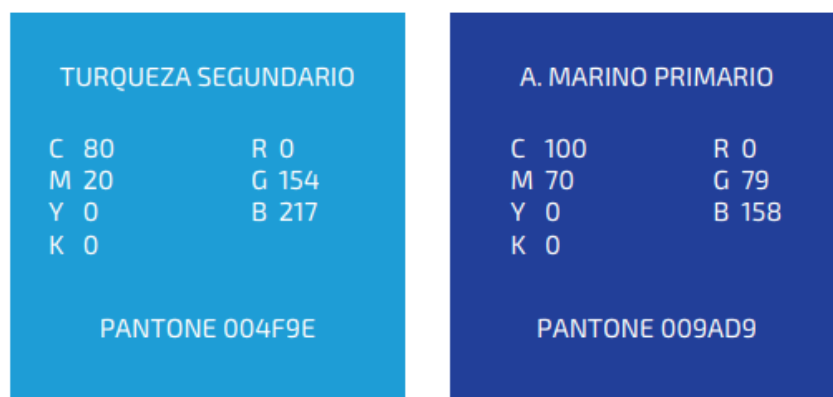 TURQUEZA SEGUNDARIO
C 80
M 20
Y 0
K 0
R 0
G 154
B 217
PANTONE 004F9E
A. MARINO PRIMARIO
C 100
M 70
Y 0
K 0
R 0
G 79
B 158
PANTONE 009AD9